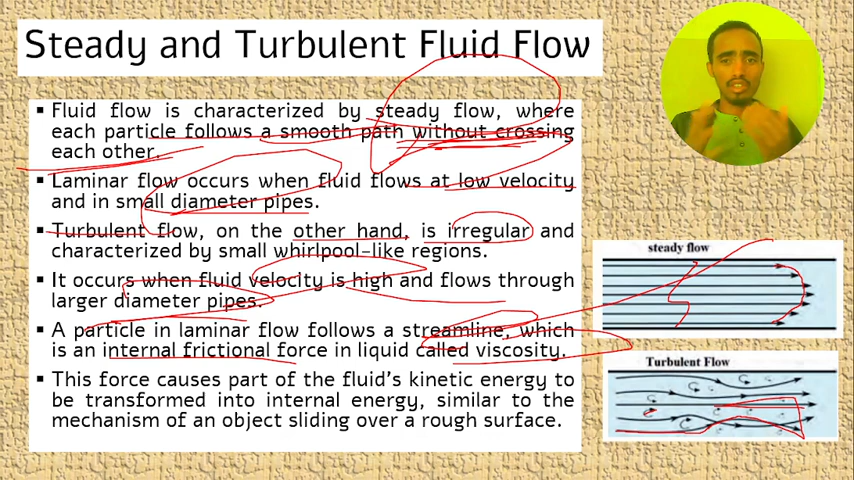 Steady and Turbulent Fluid Flow
▪ Fluid flow is characterized by steady flow, where
each particle follows a smooth path without crossing
each other.
▪ Laminar flow occurs when fluid flows at low velocity
and in small diameter pipes.
▪ Turbulent flow, on the other hand, is irregular and
characterized by small whirlpool-like regions.
▪ It occurs when fluid velocity is high and flows through
larger diameter pipes.
▪ A particle in laminar flow follows a streamline, which
is an internal frictional force in liquid called viscosity.
▪ This force causes part of the fluid's kinetic energy to
be transformed into internal energy, similar to the
mechanism of an object sliding over a rough surface.
steady flow
Turbulent Flow